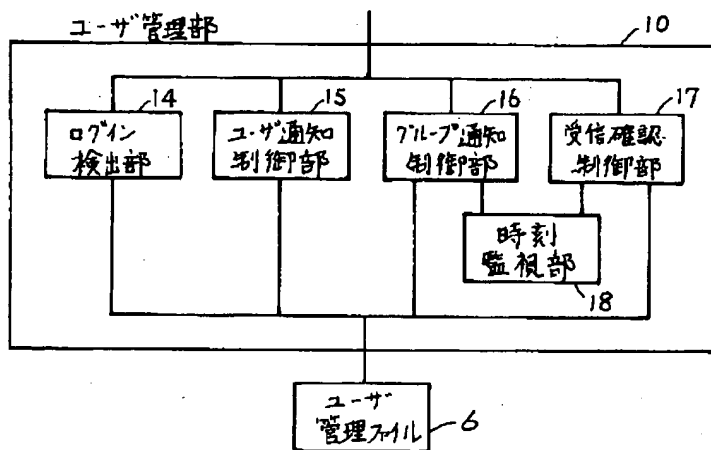 ユーザ管理部
10
14
15
16
17
ログイン
検出部
ユーザ通知
制御部
グループ通知
制御部
受信確認
制御部
時刻
監視部
18
ユーザ
管理ファイル
6